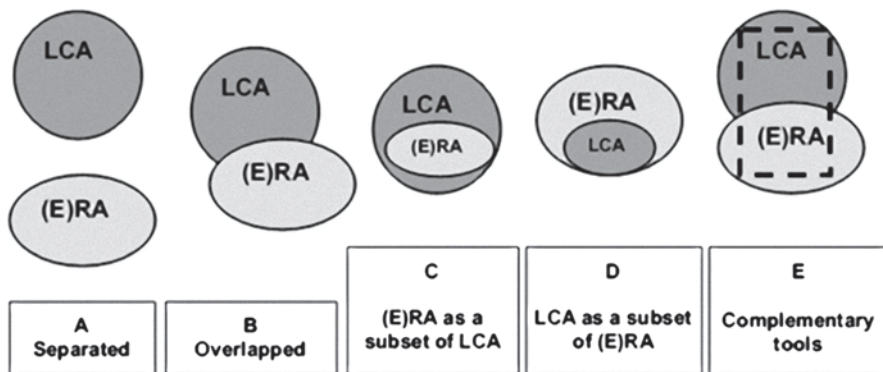 LCA
(E)RA
A
Separated
LCA
(E)RA
B
Overlapped
LCA
(E)RA
C
(E)RA as a
subset of LCA
(E)RA
LCA
D
LCA as a subset
of (E)RA
LCA
(E)RA
E
Complementary
tools